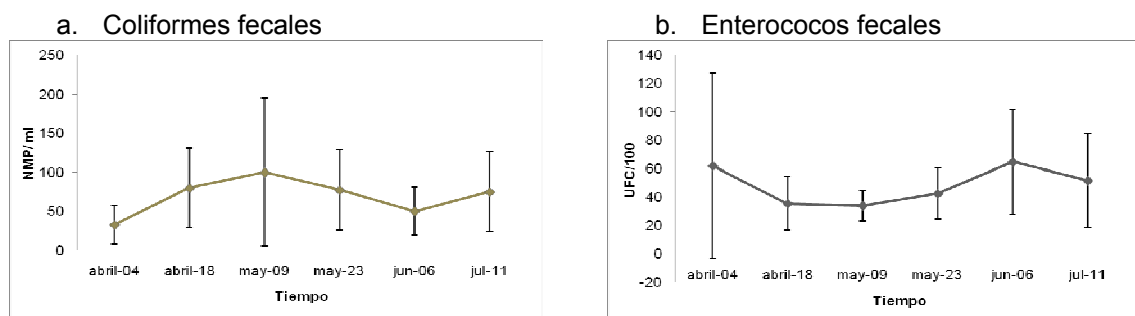 a. Coliformes fecales
250
200
150
100
50
0
NMP/ ml
abril-04 abril-18 may-09 may-23 jun-06 jul-11
Tiempo
b. Enterococos fecales
140
120
100
80
60
40
20
0
-20
UFC/100
abril-04 abril-18 may-09 may-23 jun-06 jul-11
Tiempo